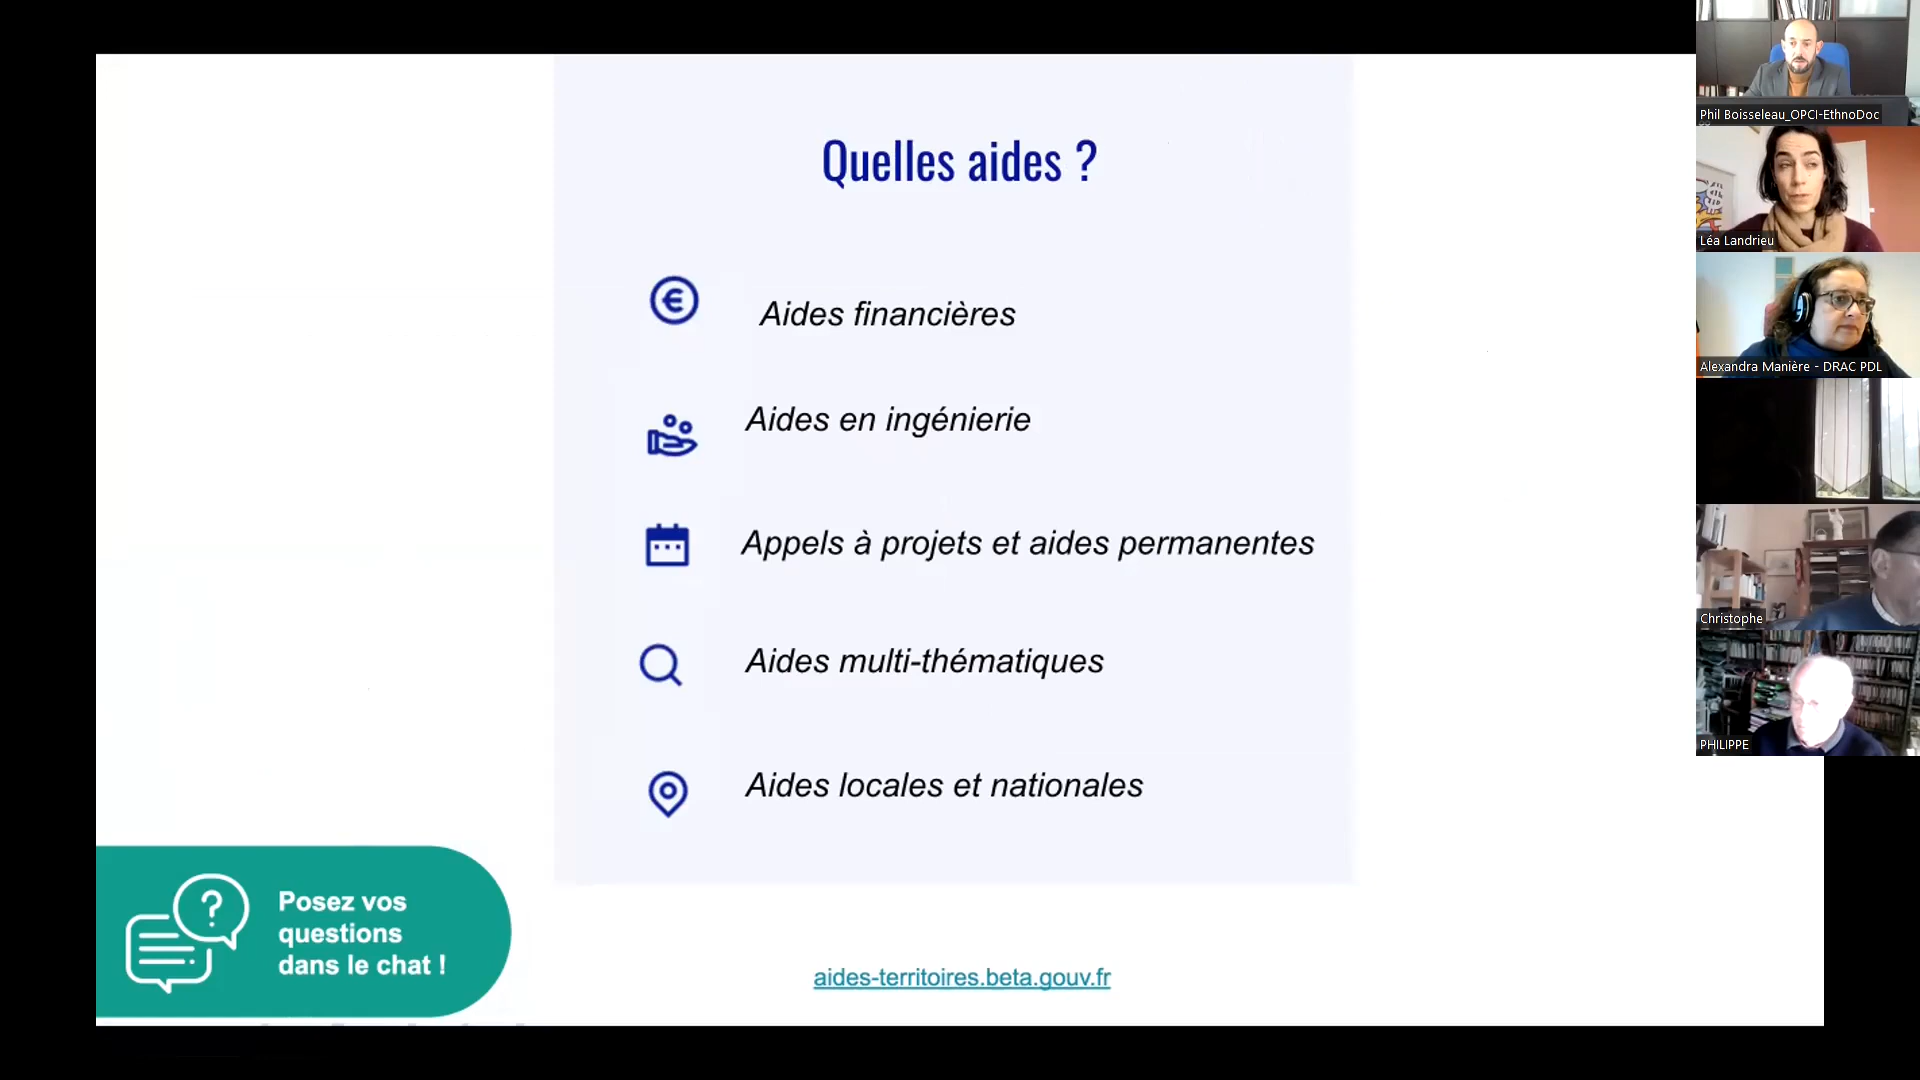 Quelles aides ?
Aides financières
Aides en ingénierie
Appels à projets et aides permanentes
Aides multi-thématiques
Aides locales et nationales
Posez vos
questions
dans le chat !
aides-territoires.beta.gouv.fr
Phil Boisseleau_OPCI-EthnoDoc
Léa Landrieu
Alexandra Manière - DRAC PDL
Christophe
PHILIPPE